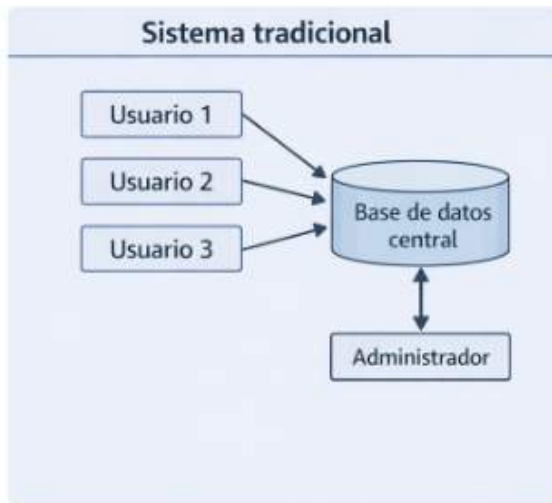 Sistema tradicional
Usuario 1
Usuario 2
Usuario 3
Base de datos
central
Administrador